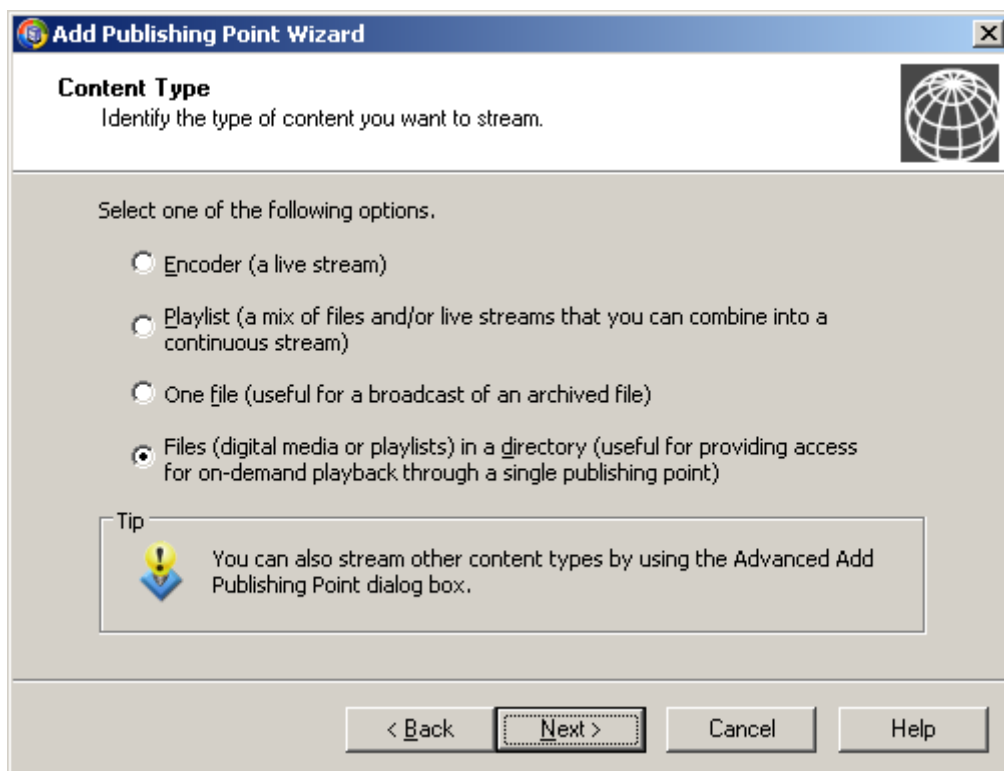 Add Publishing Point Wizard
Content Type
Identify the type of content you want to stream.
Select one of the following options.
Encoder (a live stream)
Playlist (a mix of files and/or live streams that you can combine into a
continuous stream)
One file (useful for a broadcast of an archived file)
Files (digital media or playlists) in a directory (useful for providing access
for on-demand playback through a single publishing point)
Tip
You can also stream other content types by using the Advanced Add
Publishing Point dialog box.
< Back Next > Cancel Help